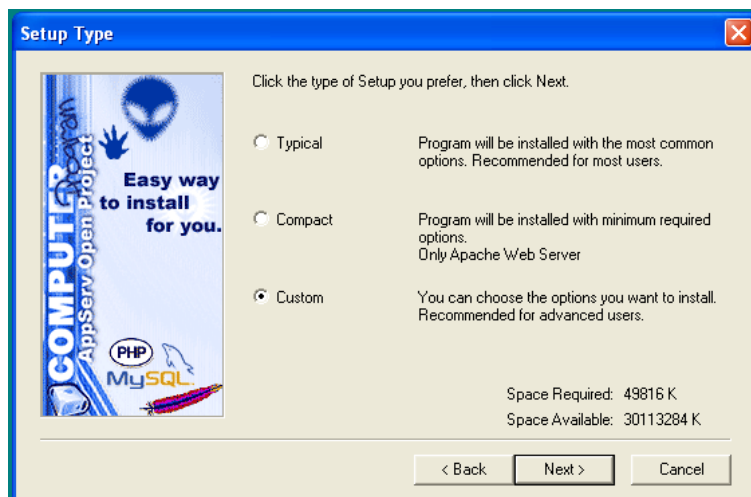 Setup Type
Click the type of Setup you prefer, then click Next.
Typical
Program will be installed with the most common
options. Recommended for most users.
Compact
Program will be installed with minimum required
options.
Only Apache Web Server
Custom
You can choose the options you want to install.
Recommended for advanced users.
COMPUTER
Program
AppServ Open Project
Easy way
to install
for you.
PHP
MySQL
Space Required: 49816 K
Space Available: 30113284 K
< Back
Next >
Cancel